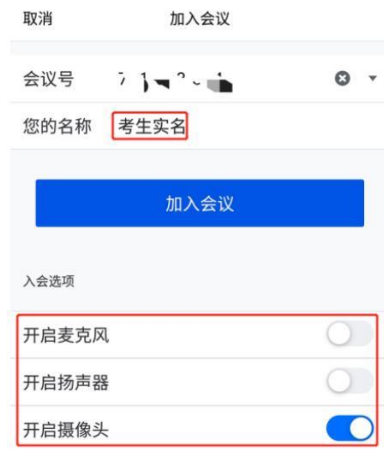 取消 加入会议
会议号
您的名称 考生实名
加入会议
入会选项
开启麦克风
开启扬声器
开启摄像头